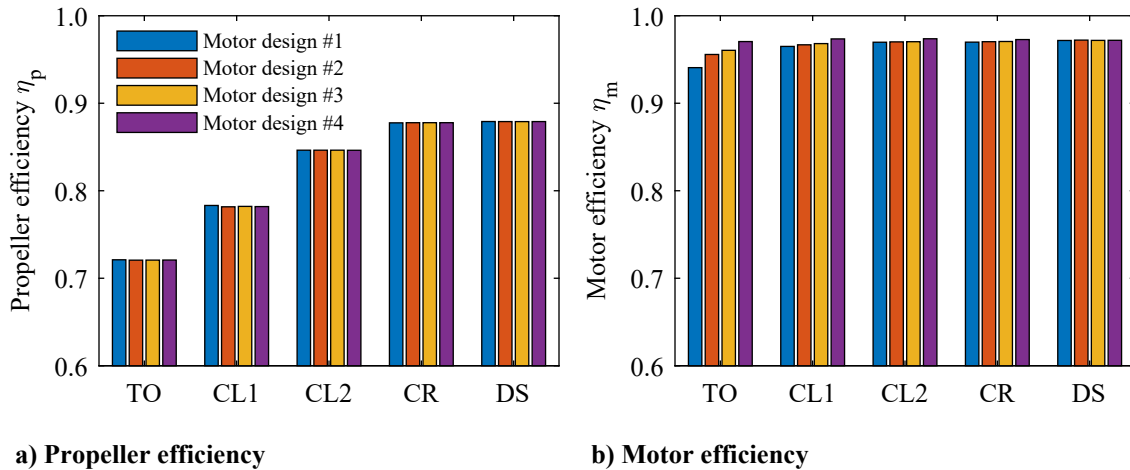 Propeller efficiency ηp
1.0
0.9
0.8
0.7
0.6
Motor design #1
Motor design #2
Motor design #3
Motor design #4
TO CL1 CL2 CR DS
a) Propeller efficiency
Motor efficiency ηm
1.0
0.9
0.8
0.7
0.6
TO CL1 CL2 CR DS
b) Motor efficiency